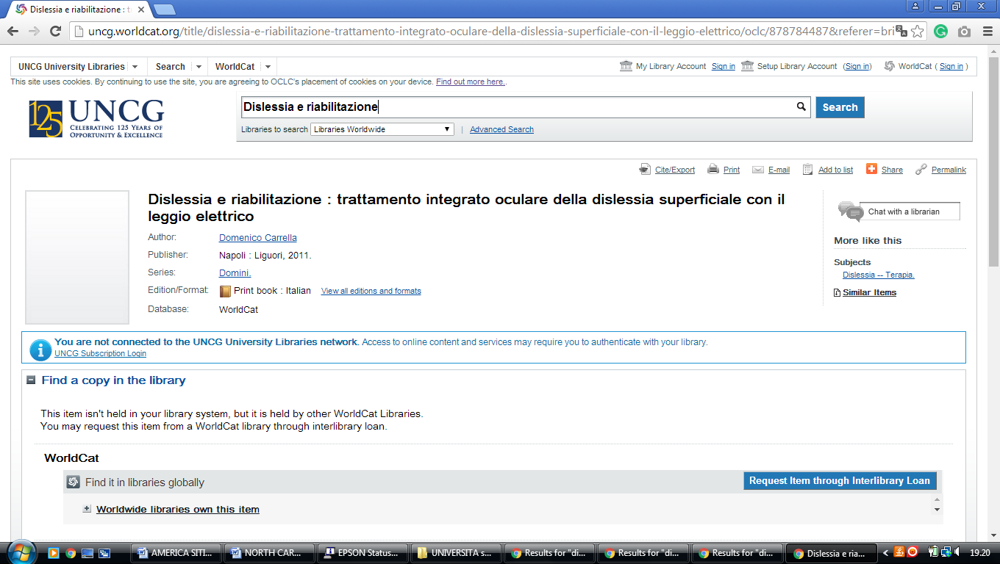 Dislessia e riabilitazione : t
uncg.worldcat.org/title/dislessia-e-riabilitazione-trattamento-integrato-oculare-della-dislessia-superficiale-con-il-leggio-elettrico/oclc/878784487&referer=bri
UNCG University Libraries Search WorldCat My Library Account Sign in Setup Library Account (Sign in) WorldCat ( Sign in )
This site uses cookies. By continuing to use the site, you are agreeing to OCLC's placement of cookies on your device. Find out more here..
125 UNCG
CELEBRATING 125 YEARS OF
OPPORTUNITY & EXCELLENCE
Dislessia e riabilitazione Search
Libraries to search Libraries Worldwide | Advanced Search
Cite/Export Print E-mail Add to list Share Permalink
Dislessia e riabilitazione : trattamento integrato oculare della dislessia superficiale con il
leggio elettrico
Author: Domenico Carrella
Publisher: Napoli : Liguori, 2011.
Series: Domini.
Edition/Format: Print book : Italian View all editions and formats
Database: WorldCat
Chat with a librarian
More like this
Subjects
Dislessia -- Terapia.
Similar Items
You are not connected to the UNCG University Libraries network. Access to online content and services may require you to authenticate with your library.
UNCG Subscription Login
Find a copy in the library
This item isn't held in your library system, but it is held by other WorldCat Libraries.
You may request this item from a WorldCat library through interlibrary loan.
WorldCat
Find it in libraries globally Request Item through Interlibrary Loan
Worldwide libraries own this item
AMERICA SITI... NORTH CAR... EPSON Status... UNIVERSITA s... Results for "di... Results for "di... Results for "di... Dislessia e ria... 19.20